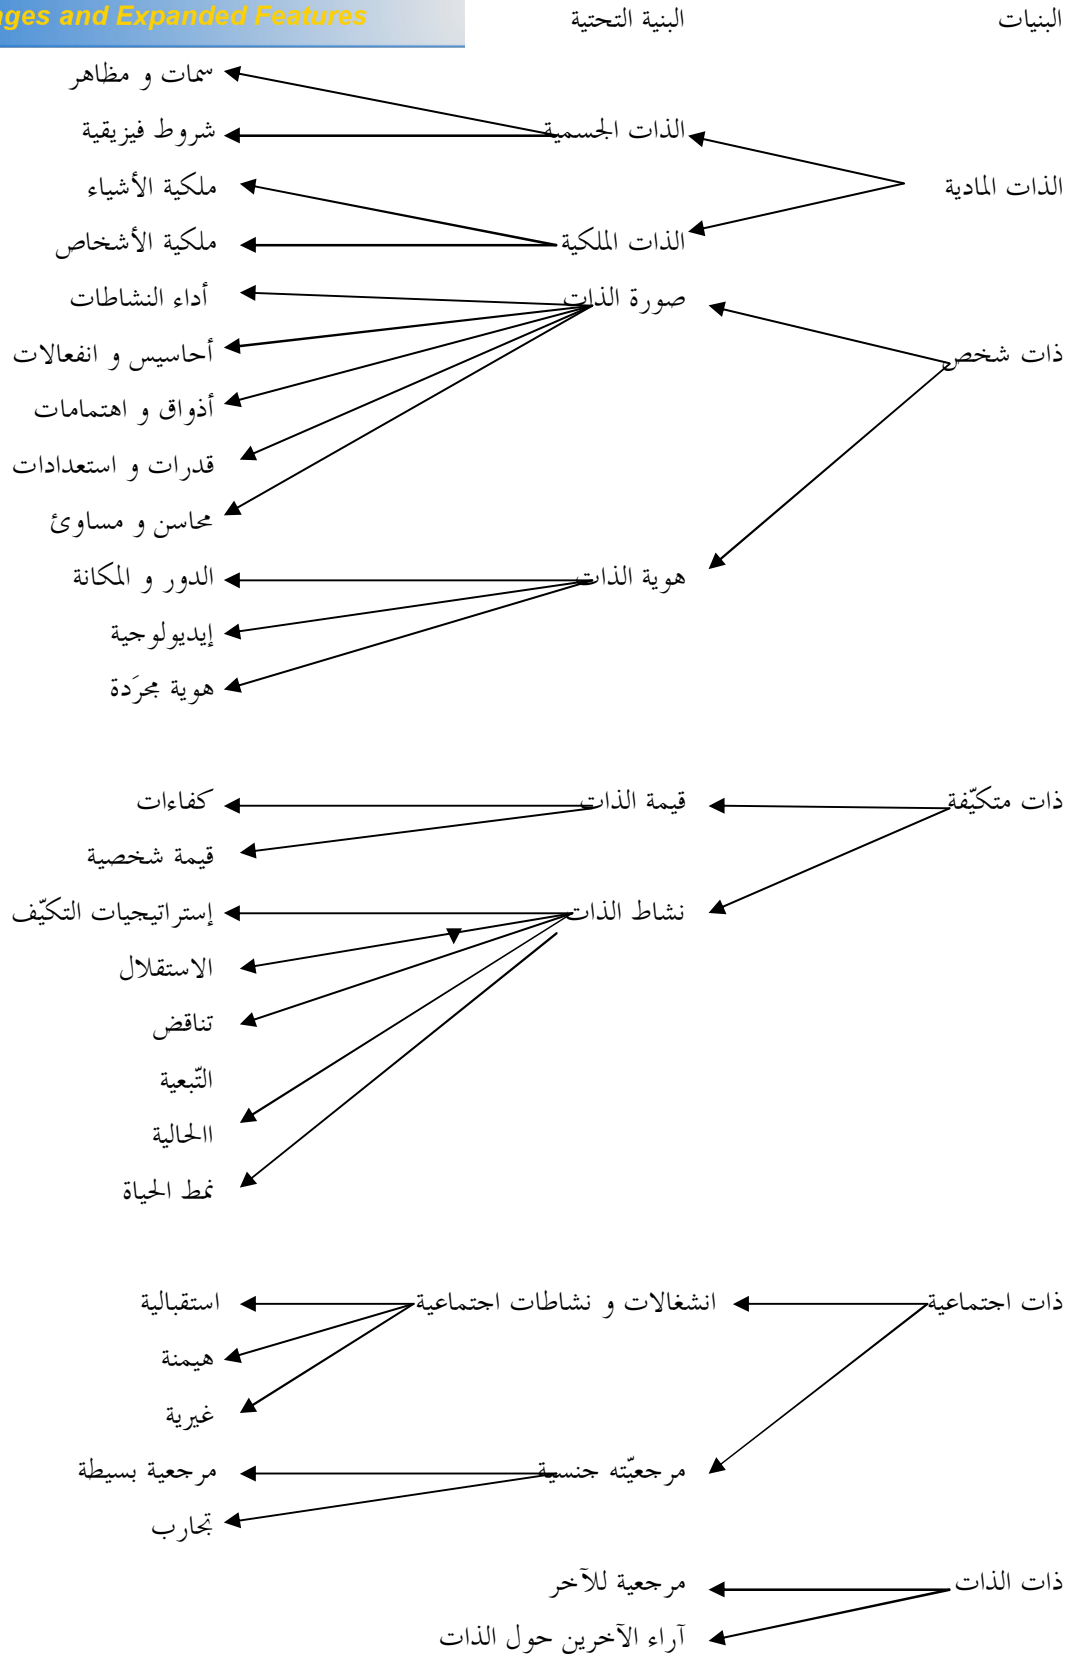 nges and Expanded Features
البنيات البنية التحتية
سمات و مظاهر
الذات الجسمية شروط فيزيقية
الذات المادية ملكية الأشياء
الذات الملكية ملكية الأشخاص
صورة الذات أداء النشاطات
ذات شخص أحاسيس و انفعالات
أذواق و اهتمامات
قدرات و استعدادات
محاسن و مساوئ
هوية الذات الدور و المكانة
إيديولوجية
هوية مجرَدة
ذات متكيّفة قيمة الذات كفاءات
قيمة شخصية
نشاط الذات إستراتيجيات التكيّف
الاستقلال
تناقض
التّبعية
االحالية
نمط الحياة
ذات اجتماعية انشغالات و نشاطات اجتماعية استقبالية
هيمنة
غيرية
مرجعيّته جنسية مرجعية بسيطة
تجارب
ذات الذات مرجعية للآخر
آراء الآخرين حول الذات